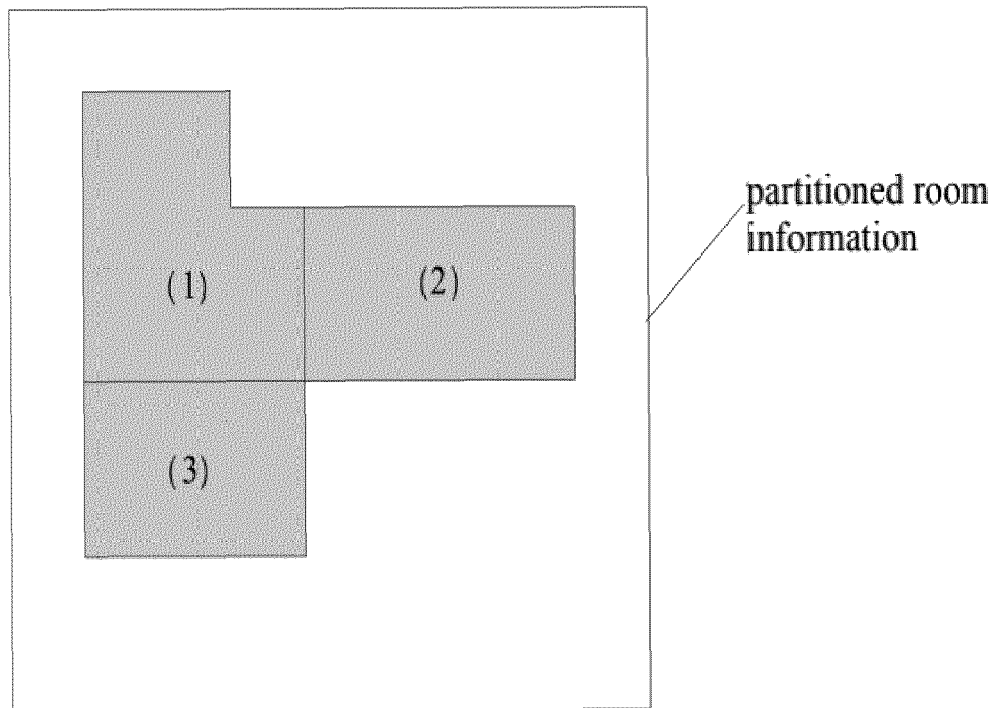 partitioned room
information
(1)
(2)
(3)